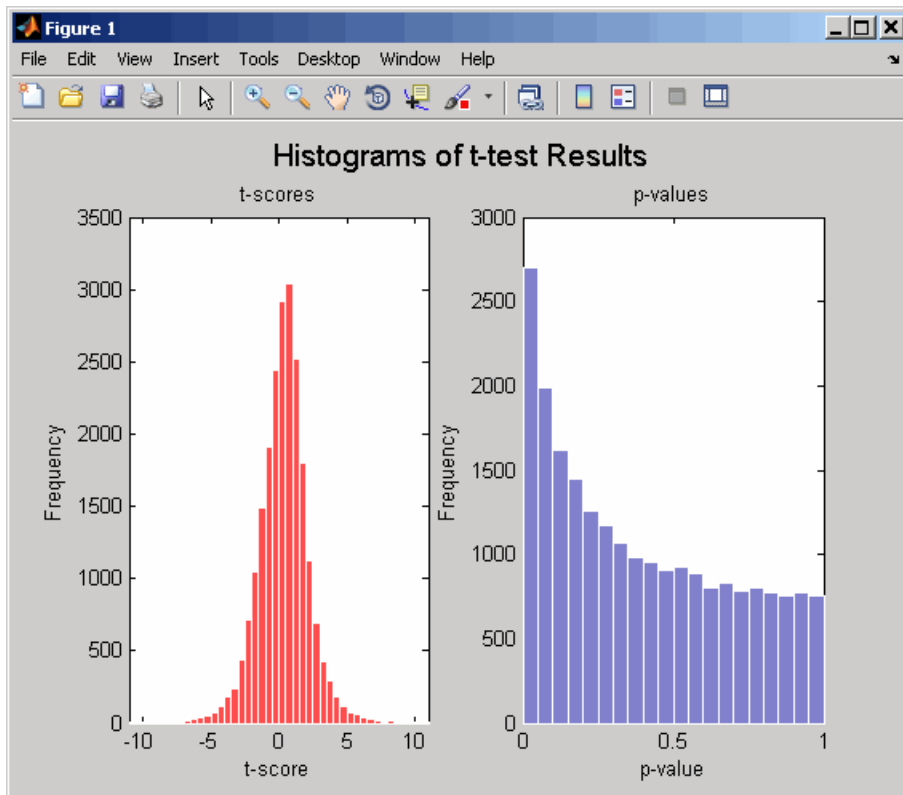 Figure 1
File Edit View Insert Tools Desktop Window Help
Histograms of t-test Results
t-scores
3500
3000
2500
2000
1500
1000
500
0
Frequency
-10 -5 0 5 10
t-score
p-values
3000
2500
2000
1500
1000
500
0
Frequency
0 0.5 1
p-value